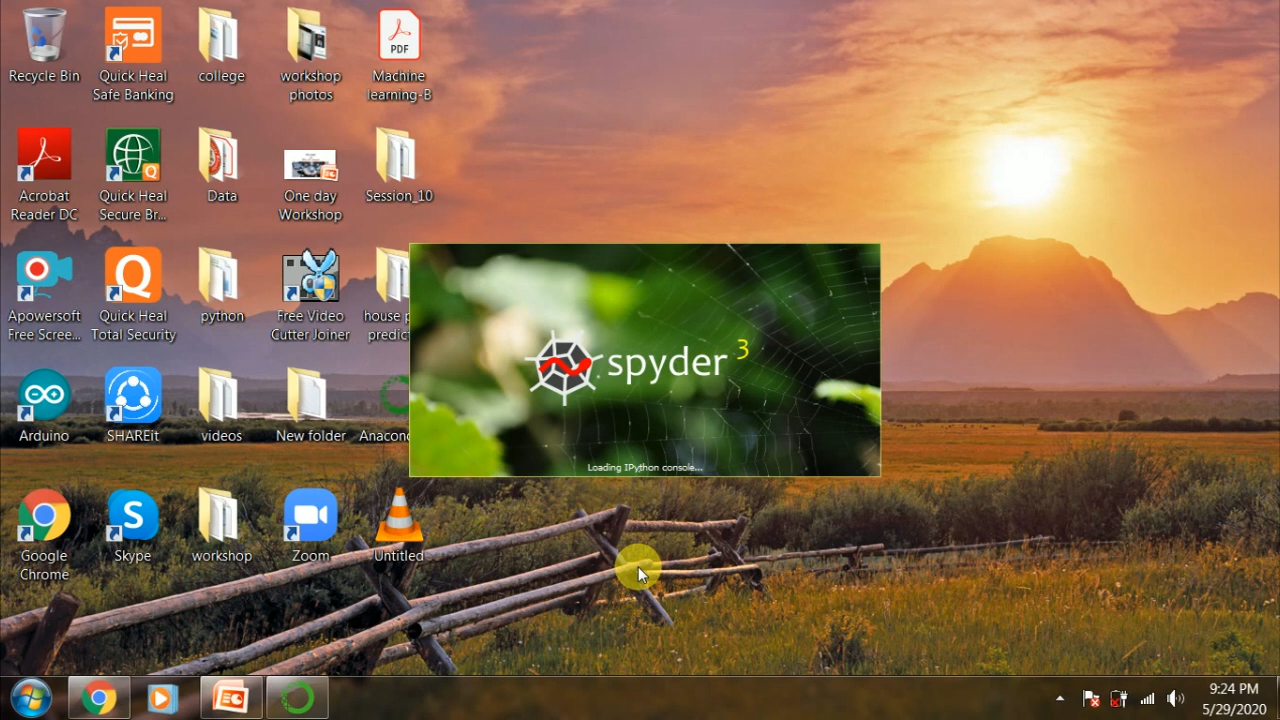 Recycle Bin
Quick Heal
Safe Banking
college
workshop
photos
PDF
Machine
learning-B
Acrobat
Reader DC
Quick Heal
Secure Br...
Data
One day
Workshop
Session_10
Apowersoft
Free Scree...
Quick Heal
Total Security
python
Free Video
Cutter Joiner
house p
predict
Arduino
SHAREit
videos
New folder
Anacond
spyder 3
Loading IPython console...
Google
Chrome
Skype
workshop
Zoom
Untitled
9:24 PM
5/29/2020